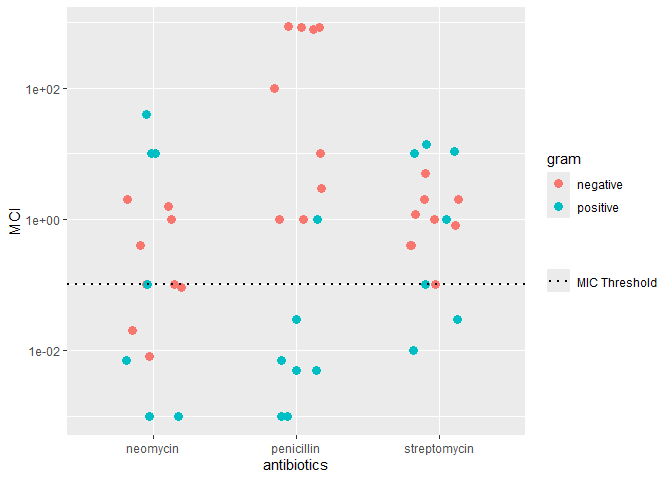 MCI
1e+02
1e+00
1e-02
neomycin
penicillin
streptomycin
antibiotics
gram
negative
positive
MIC Threshold